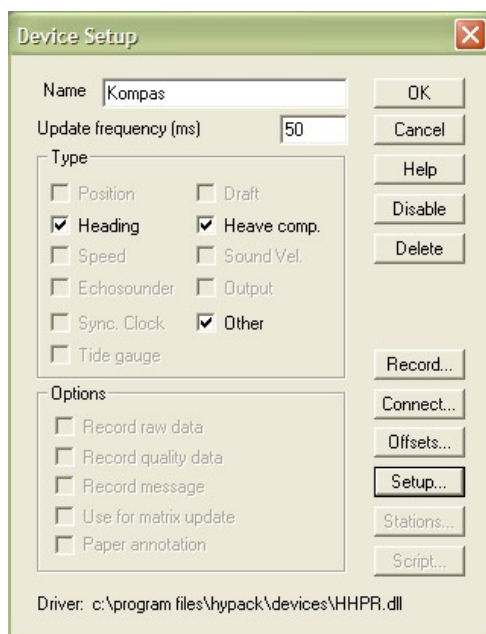 Device Setup
Name Kompas
OK
Update frequency (ms) 50
Cancel
Type
Help
Position Draft
Disable
Heading Heave comp.
Delete
Speed Sound Vel.
Echosounder Output
Sync. Clock Other
Tide gauge
Record...
Options
Connect...
Record raw data
Offsets...
Record quality data
Setup...
Record message
Stations...
Use for matrix update
Paper annotation
Script...
Driver: c:\program files\hypack\devices\HHPR.dll